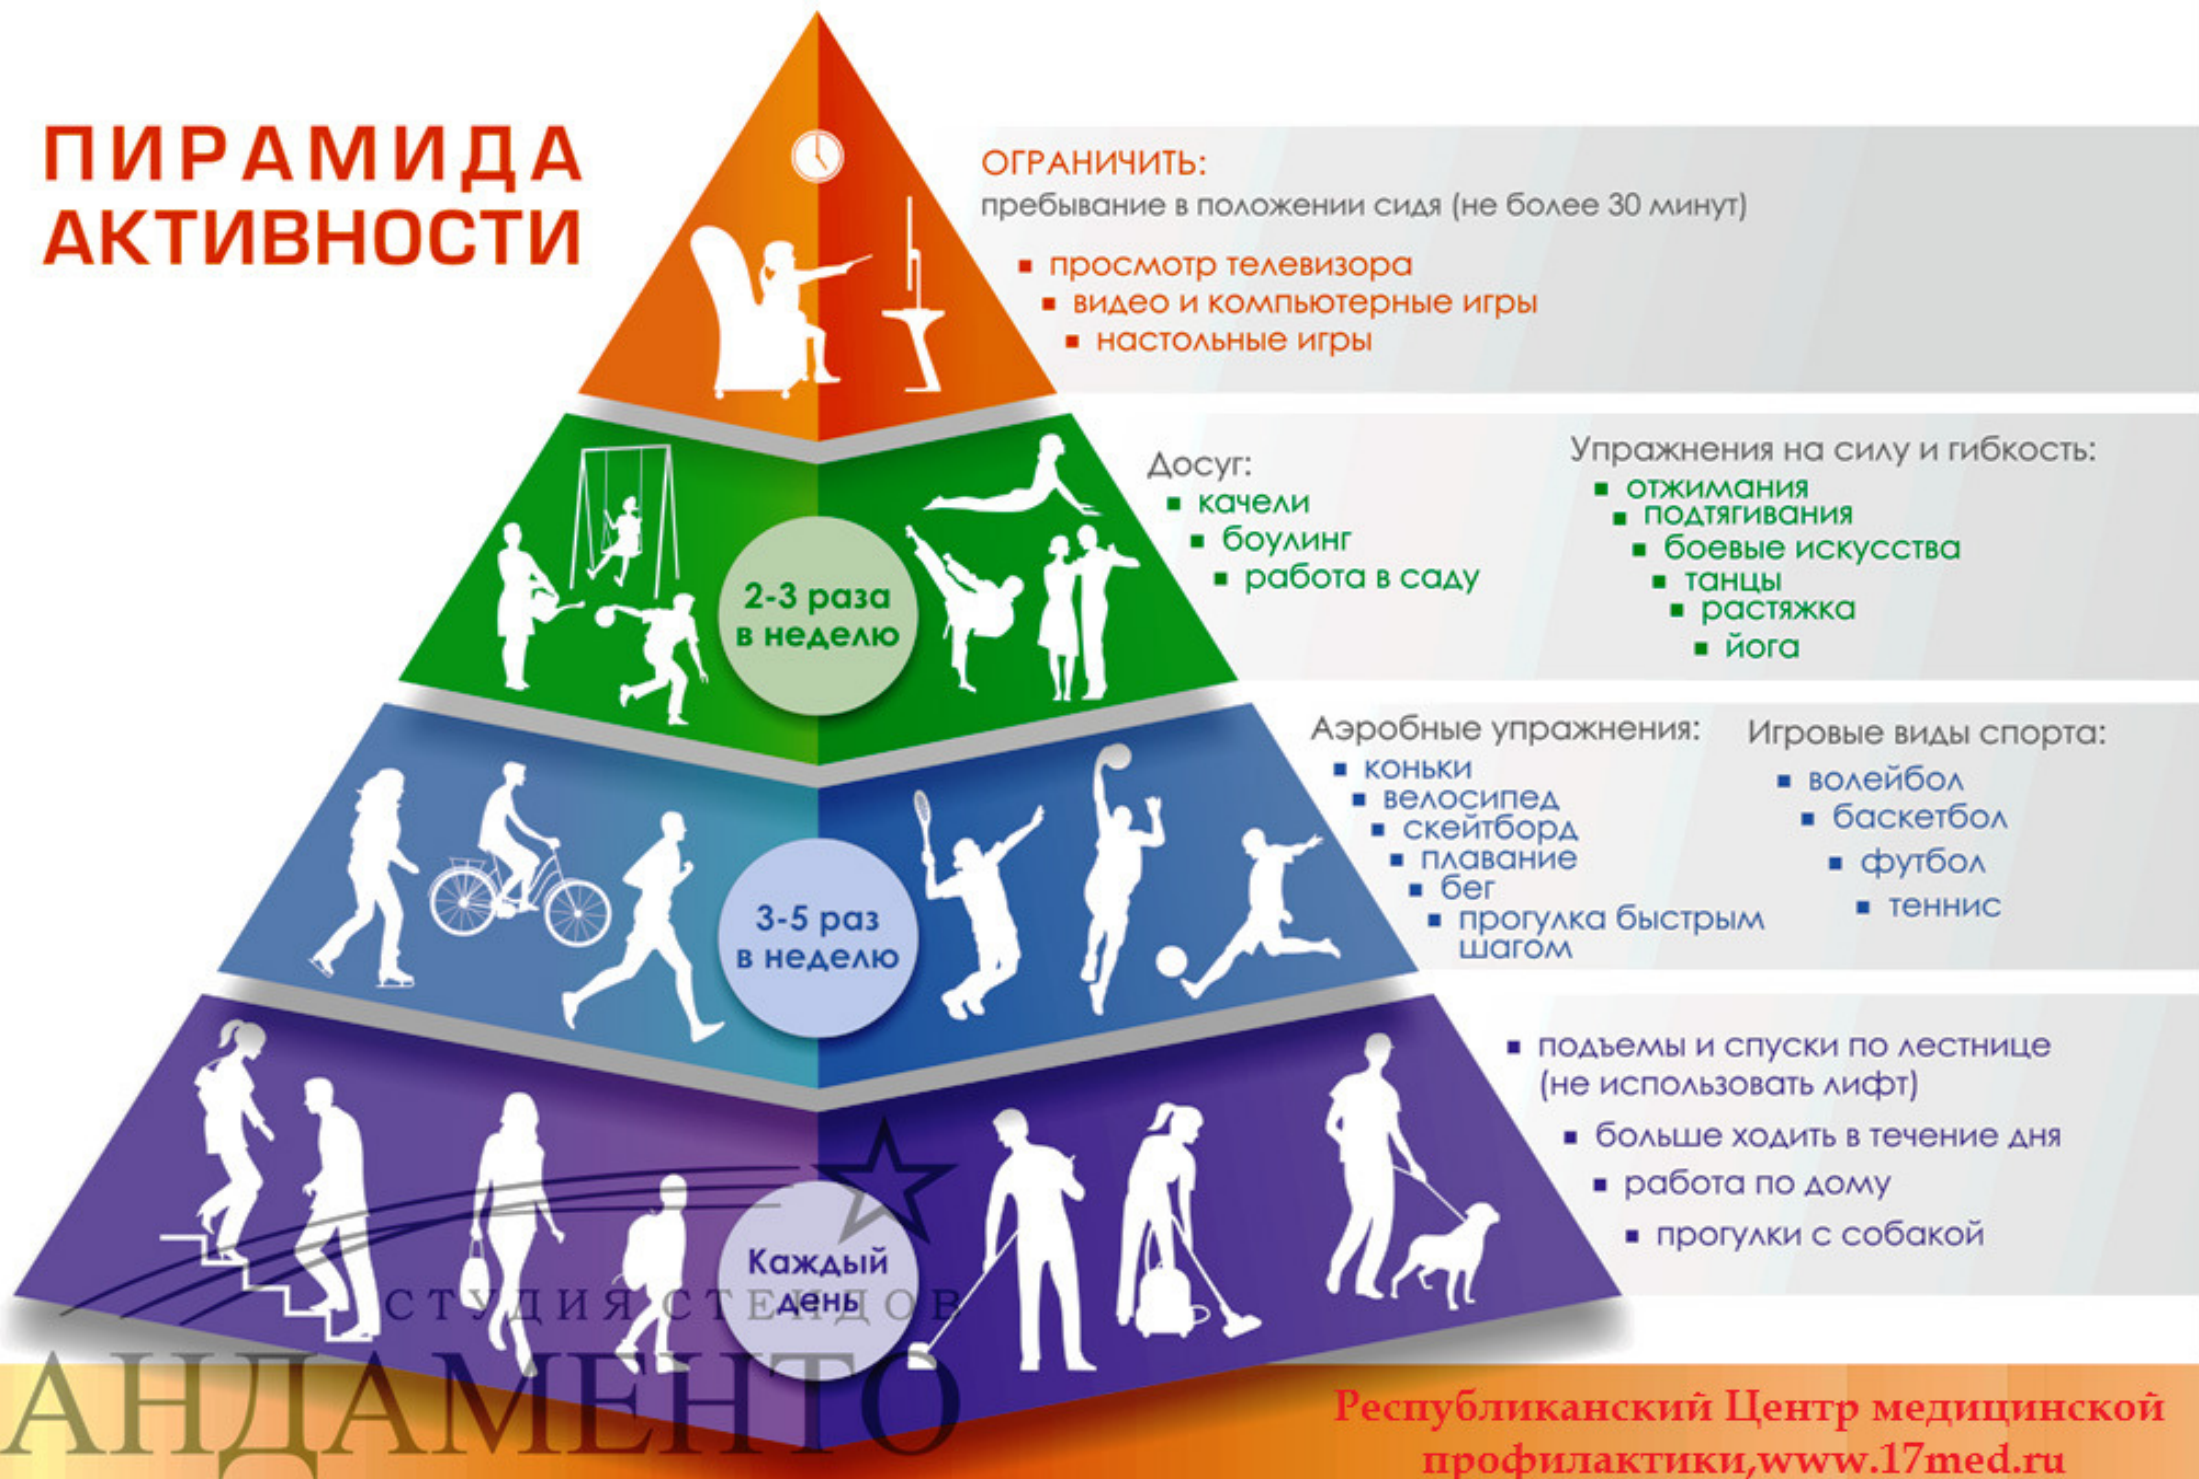 ПИРАМИДА
АКТИВНОСТИ
ОГРАНИЧИТЬ:
пребывание в положении сидя (не более 30 минут)
просмотр телевизора
видео и компьютерные игры
настольные игры
2-3 раза
в неделю
Досуг:
качели
боулинг
работа в саду
Упражнения на силу и гибкость:
отжимания
подтягивания
боевые искусства
танцы
растяжка
йога
3-5 раз
в неделю
Аэробные упражнения:
коньки
велосипед
скейтборд
плавание
бег
прогулка быстрым
шагом
Игровые виды спорта:
волейбол
баскетбол
футбол
теннис
Каждый
день
подъемы и спуски по лестнице
(не использовать лифт)
больше ходить в течение дня
работа по дому
прогулки с собакой
СТУДИЯ СТЕНДОВ
АНДАМЕНТО
Республиканский Центр медицинской
профилактики,www.17med.ru